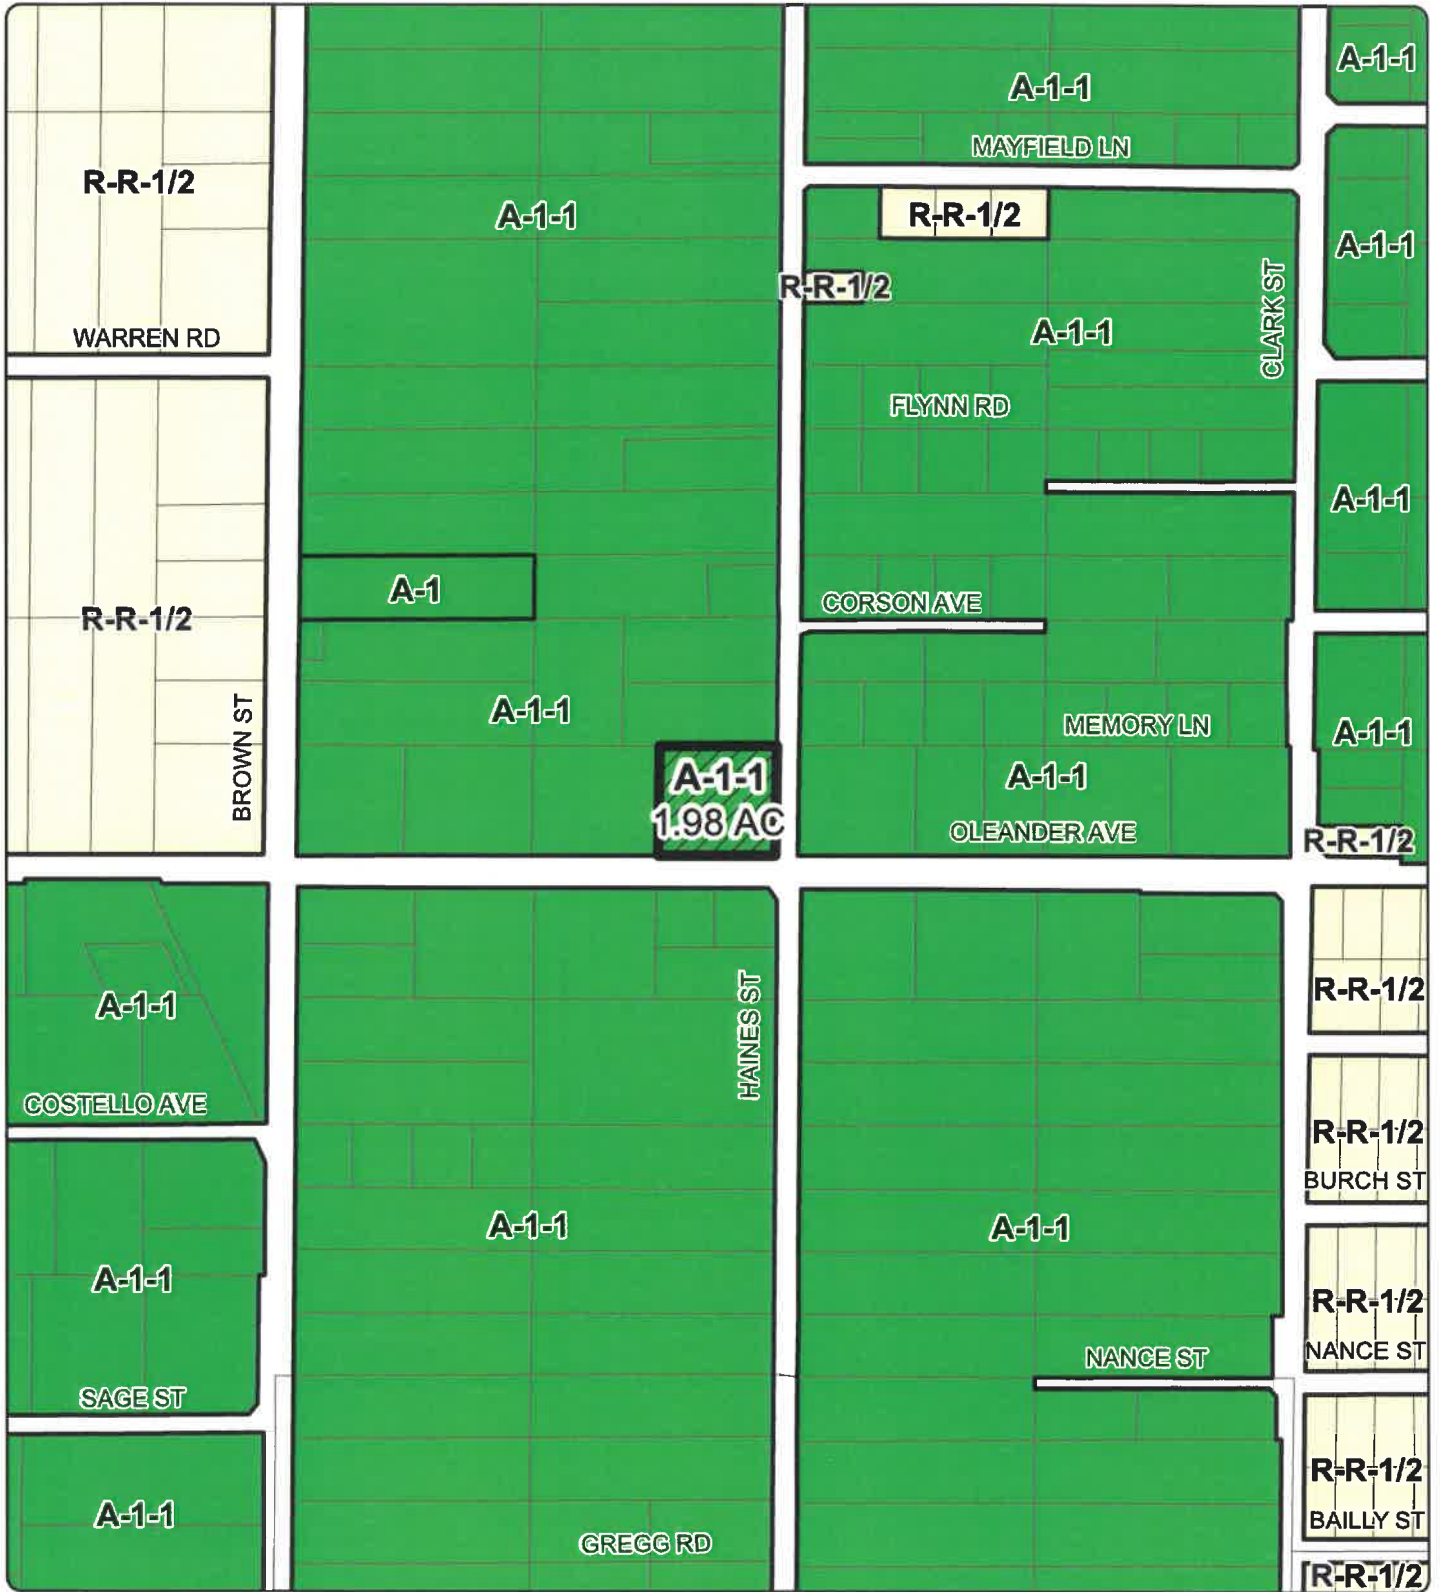 A-1-1
A-1-1
MAYFIELD LN
R-R-1/2
A-1-1
R-R-1/2
A-1-1
R-R-1/2
A-1-1
CLARK ST
WARREN RD
FLYNN RD
A-1-1
A-1
CORSON AVE
R-R-1/2
A-1-1
MEMORY LN
A-1-1
BROWN ST
A-1-1
1.98 AC
A-1-1
OLEANDER AVE
R-R-1/2
A-1-1
HAINES ST
R-R-1/2
COSTELLO AVE
R-R-1/2
BURCH ST
A-1-1
A-1-1
A-1-1
R-R-1/2
NANCE ST
NANCE ST
SAGE ST
R-R-1/2
A-1-1
BAILLY ST
GREGG RD
R-R-1/2